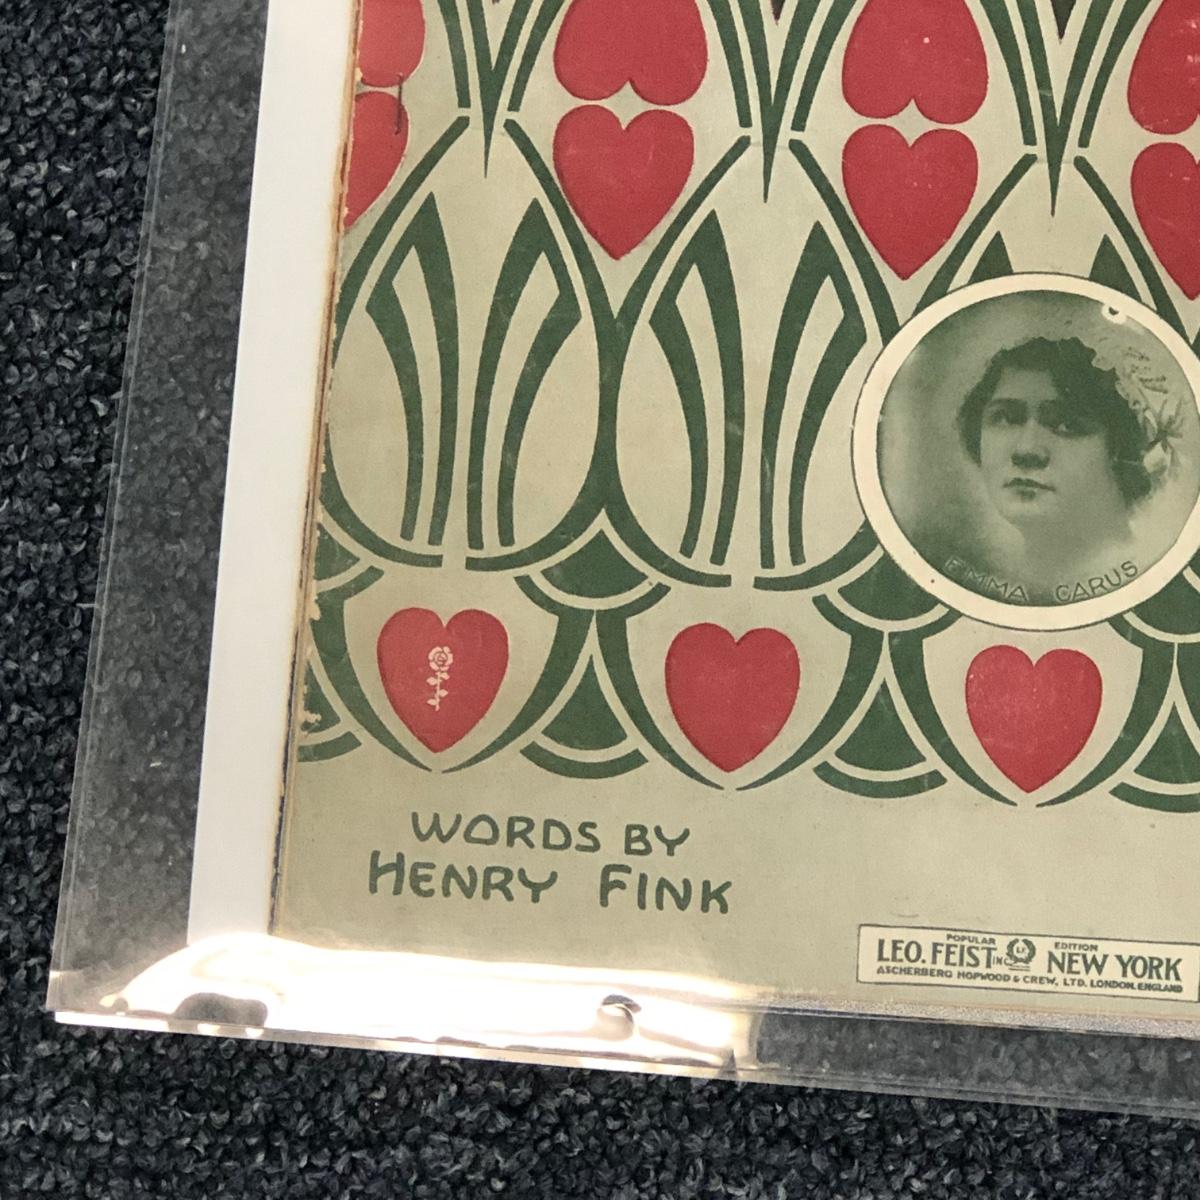 EMMA CARUS
WORDS BY
HENRY FINK
POPULAR EDITION
LEO. FEIST INC NEW YORK
ASCHERBERG HOPWOOD & CREW, LTD. LONDON. ENGLAND